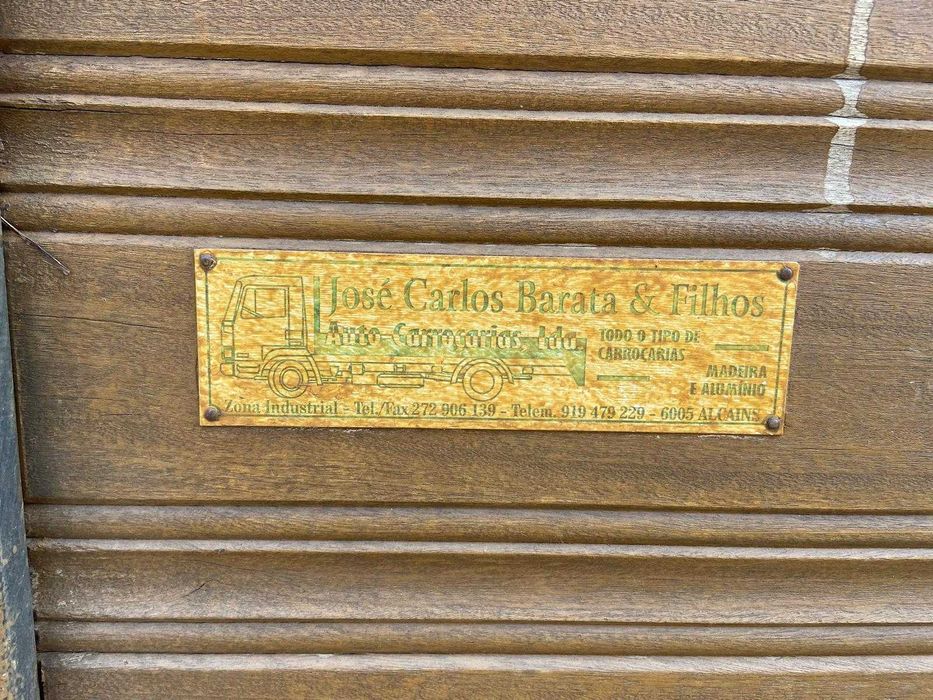 José Carlos Barata & Filhos
Auto-Carroçarias, Lda.
TODO O TIPO DE
CARROÇARIAS
MADEIRA
E ALUMÍNIO
Zona Industrial - Tel./Fax 272 906 139 - Telem. 919 479 229 - 6005 ALCAINS